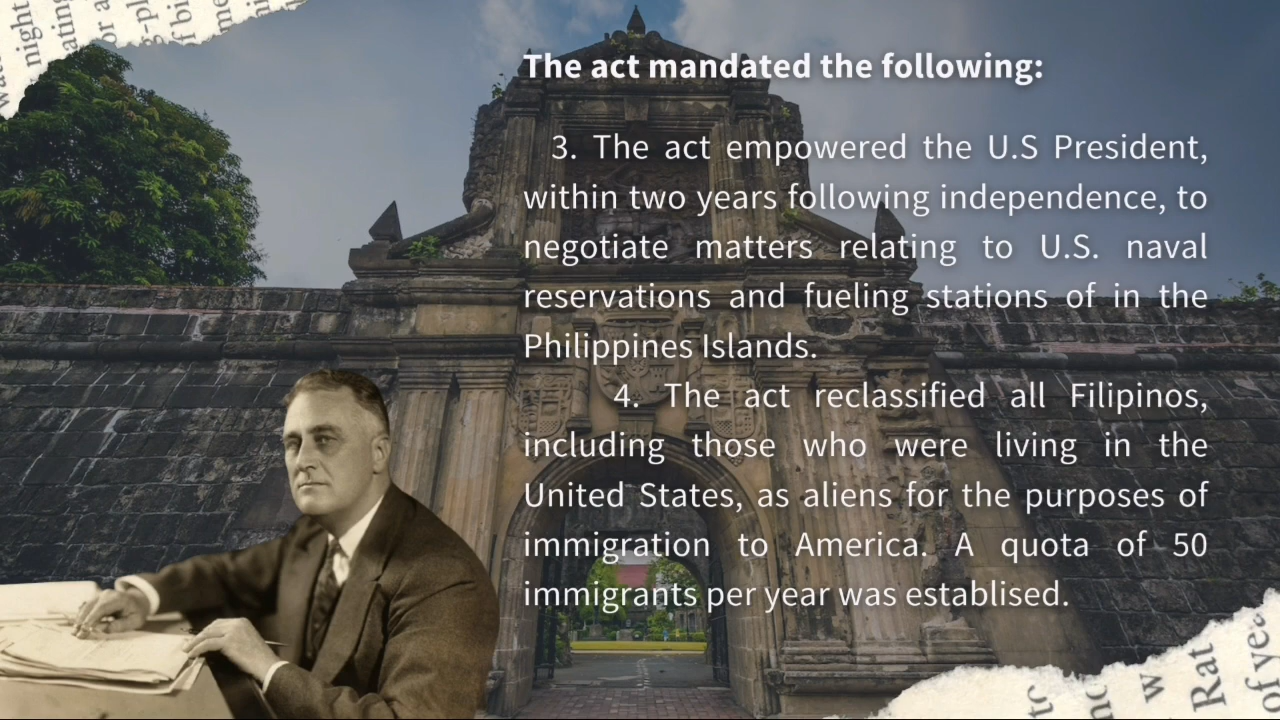 The act mandated the following:
3. The act empowered the U.S President,
within two years following independence, to
negotiate matters relating to U.S. naval
reservations and fueling stations of in the
Philippines Islands.
4. The act reclassified all Filipinos,
including those who were living in the
United States, as aliens for the purposes of
immigration to America. A quota of 50
immigrants per year was establised.
night
Rat